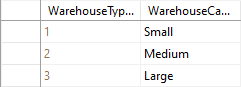 WarehouseTyp... WarehouseCa...
1 Small
2 Medium
3 Large